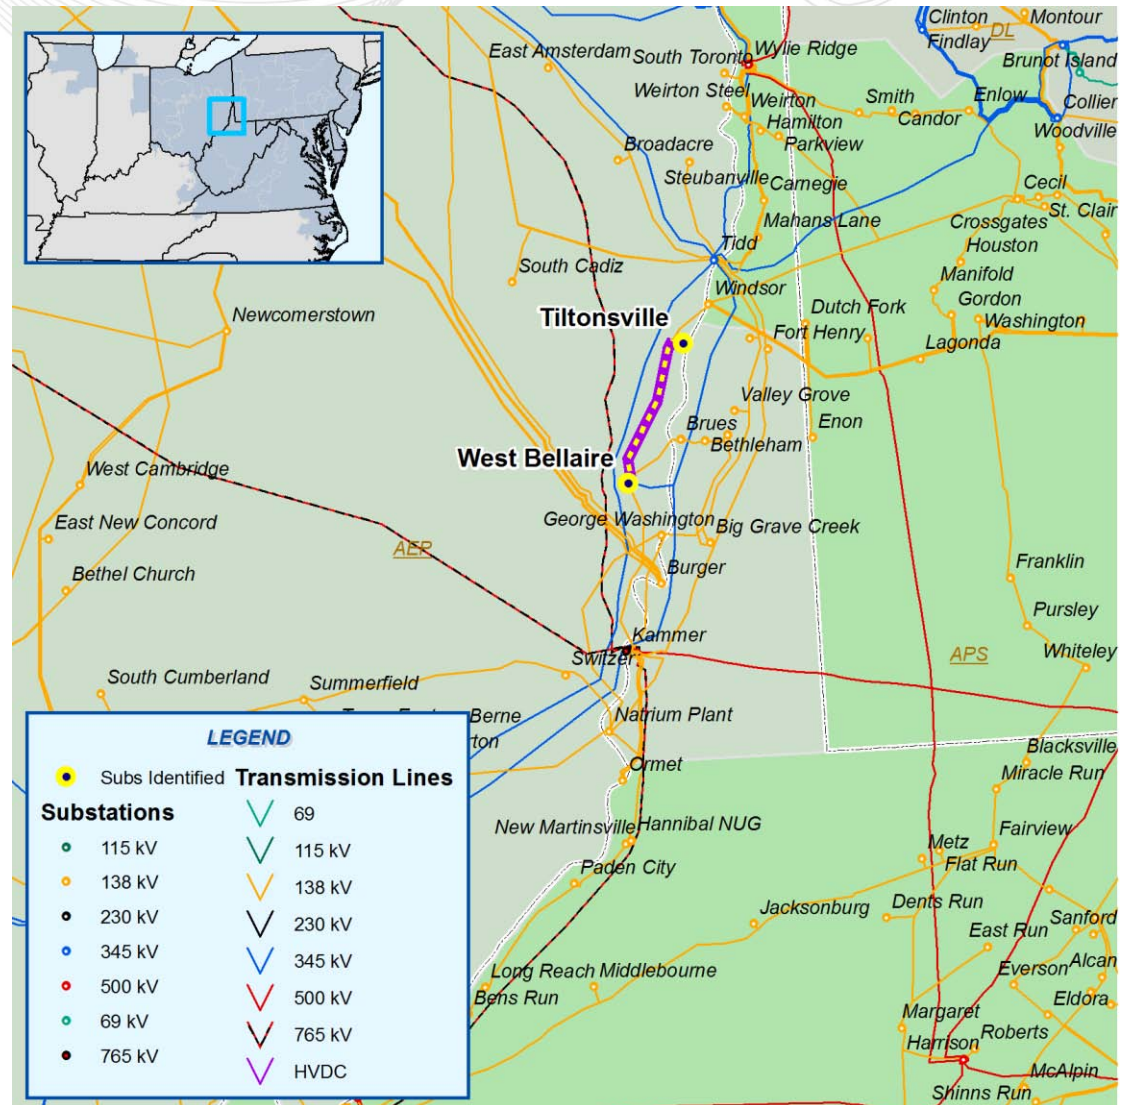 Clinton
Montour
DL
Findlay
East Amsterdam
South Toronto
Wylie Ridge
Brunot Island
Weirton Steel
Weirton
Smith
Enlow
Collier
Hamilton
Candor
Woodville
Broadacre
Parkview
Steubanville
Carnegie
Cecil
Mahans Lane
Crossgates
St. Clair
Tidd
Houston
South Cadiz
Manifold
Windsor
Newcomerstown
Tiltonsville
Dutch Fork
Gordon
Fort Henry
Washington
Lagonda
Valley Grove
Brues
Enon
West Bellaire
Bethleham
West Cambridge
East New Concord
George Washington
Big Grave Creek
AEP
Bethel Church
Burger
Franklin
Pursley
Kammer
Switzer
APS
Whiteley
South Cumberland
Summerfield
Berne
Natrium Plant
Blacksville
Ormet
Miracle Run
New Martinsville
Hannibal NUG
Fairview
Metz
Flat Run
Paden City
Jacksonburg
Dents Run
Sanford
East Run
Long Reach
Middlebourne
Everson
Alcan
Bens Run
Eldora
Margaret
Roberts
Harrison
McAlpin
Shinns Run
LEGEND
Subs Identified
Substations
115 kV
138 kV
230 kV
345 kV
500 kV
69 kV
765 kV
Transmission Lines
69
115 kV
138 kV
230 kV
345 kV
500 kV
765 kV
HVDC